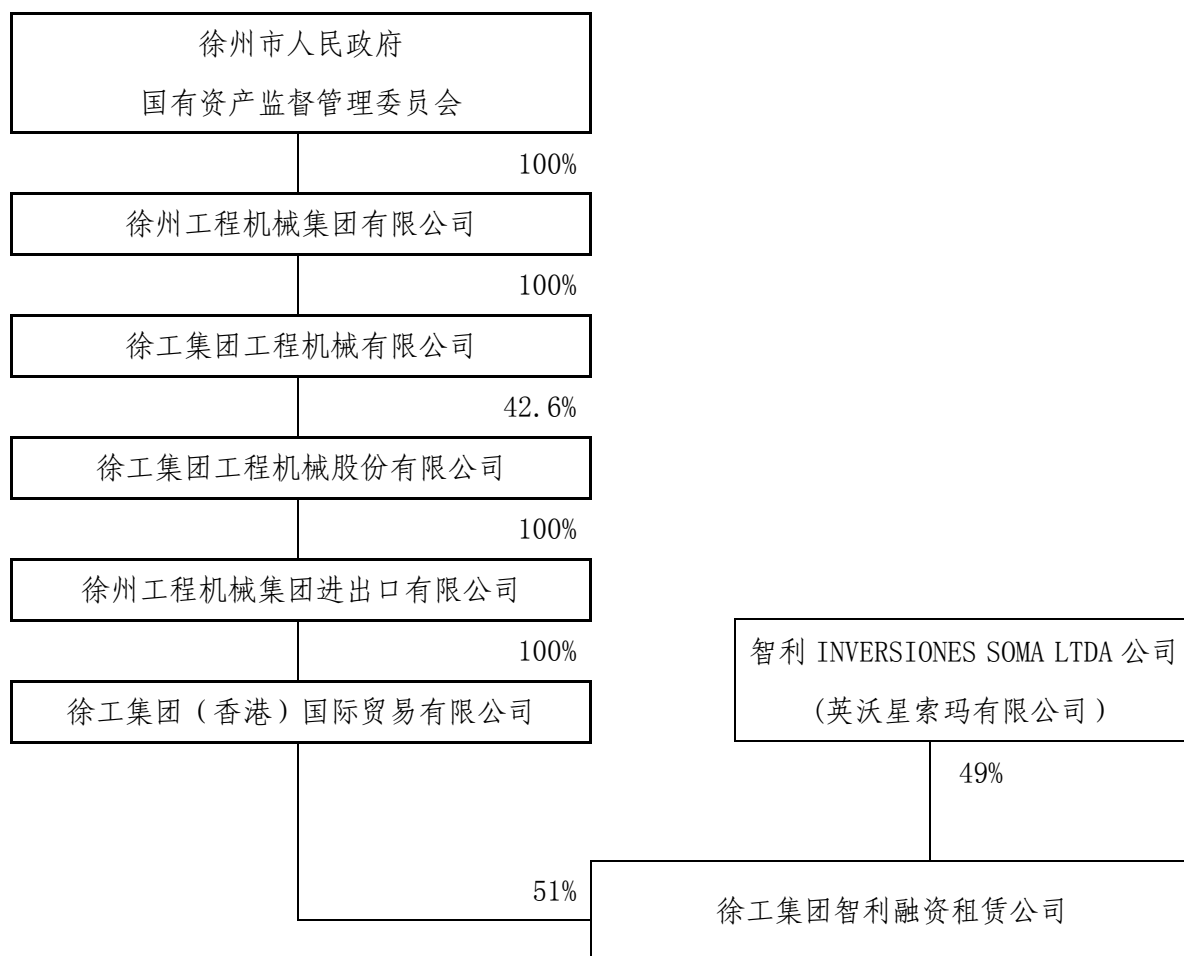 徐州市人民政府
国有资产监督管理委员会
100%
徐州工程机械集团有限公司
100%
徐工集团工程机械有限公司
42.6%
徐工集团工程机械股份有限公司
100%
徐州工程机械集团进出口有限公司
100%
徐工集团（香港）国际贸易有限公司
智利 INVERSIONES SOMA LTDA 公司
(英沃星索玛有限公司）
49%
51%
徐工集团智利融资租赁公司